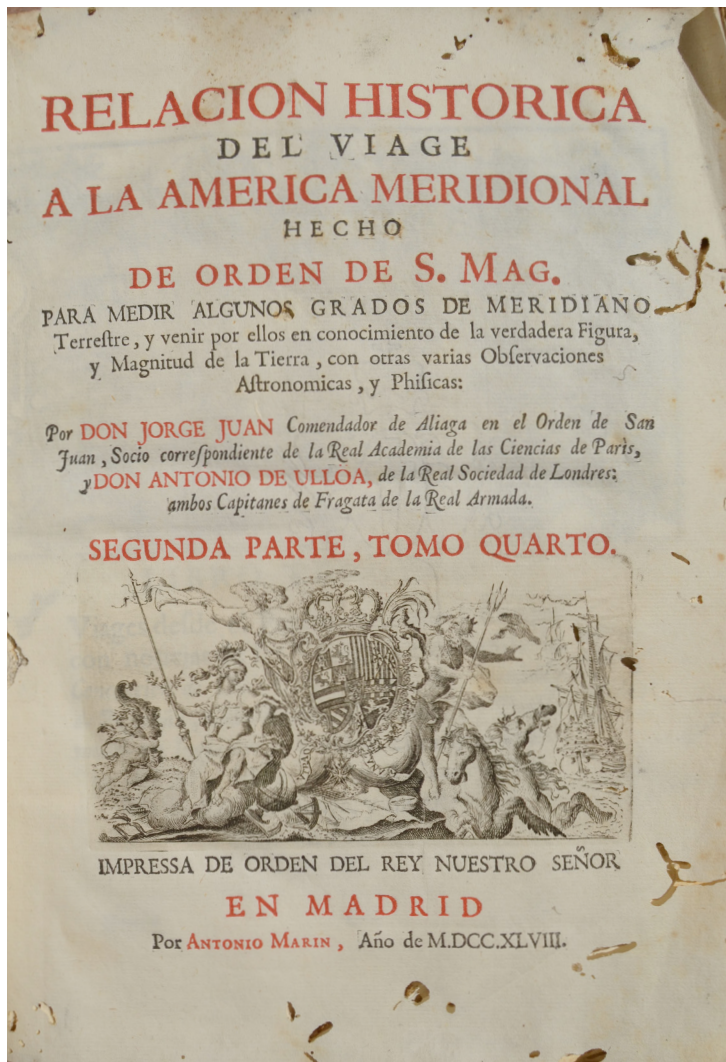 RELACION HISTORICA
DEL VIAGE
A LA AMERICA MERIDIONAL
HECHO
DE ORDEN DE S. MAG.
PARA MEDIR ALGUNOS GRADOS DE MERIDIANO
Terreſtre, y venir por ellos en conocimiento de la verdadera Figura,
y Magnitud de la Tierra, con otras varias Obſervaciones
Aſtronomicas, y Phiſicas:
Por DON JORGE JUAN Comendador de Aliaga en el Orden de San
Juan, Socio correſpondiente de la Real Academia de las Ciencias de Paris,
y DON ANTONIO DE ULLOA, de la Real Sociedad de Londres:
ambos Capitanes de Fragata de la Real Armada.
SEGUNDA PARTE, TOMO QUARTO.
IMPRESSA DE ORDEN DEL REY NUESTRO SEÑOR
EN MADRID
Por ANTONIO MARIN, Año de M.DCC.XLVIII.